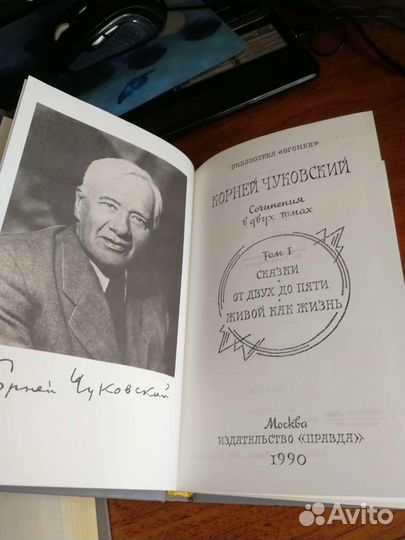 Корней Чуковский
БИБЛИОТЕКА «ОГОНЕК»
КОРНЕЙ ЧУКОВСКИЙ
Сочинения
в двух томах
Том I
СКАЗКИ
ОТ ДВУХ ДО ПЯТИ
ЖИВОЙ КАК ЖИЗНЬ
Москва
ИЗДАТЕЛЬСТВО «ПРАВДА»
1990
Avito